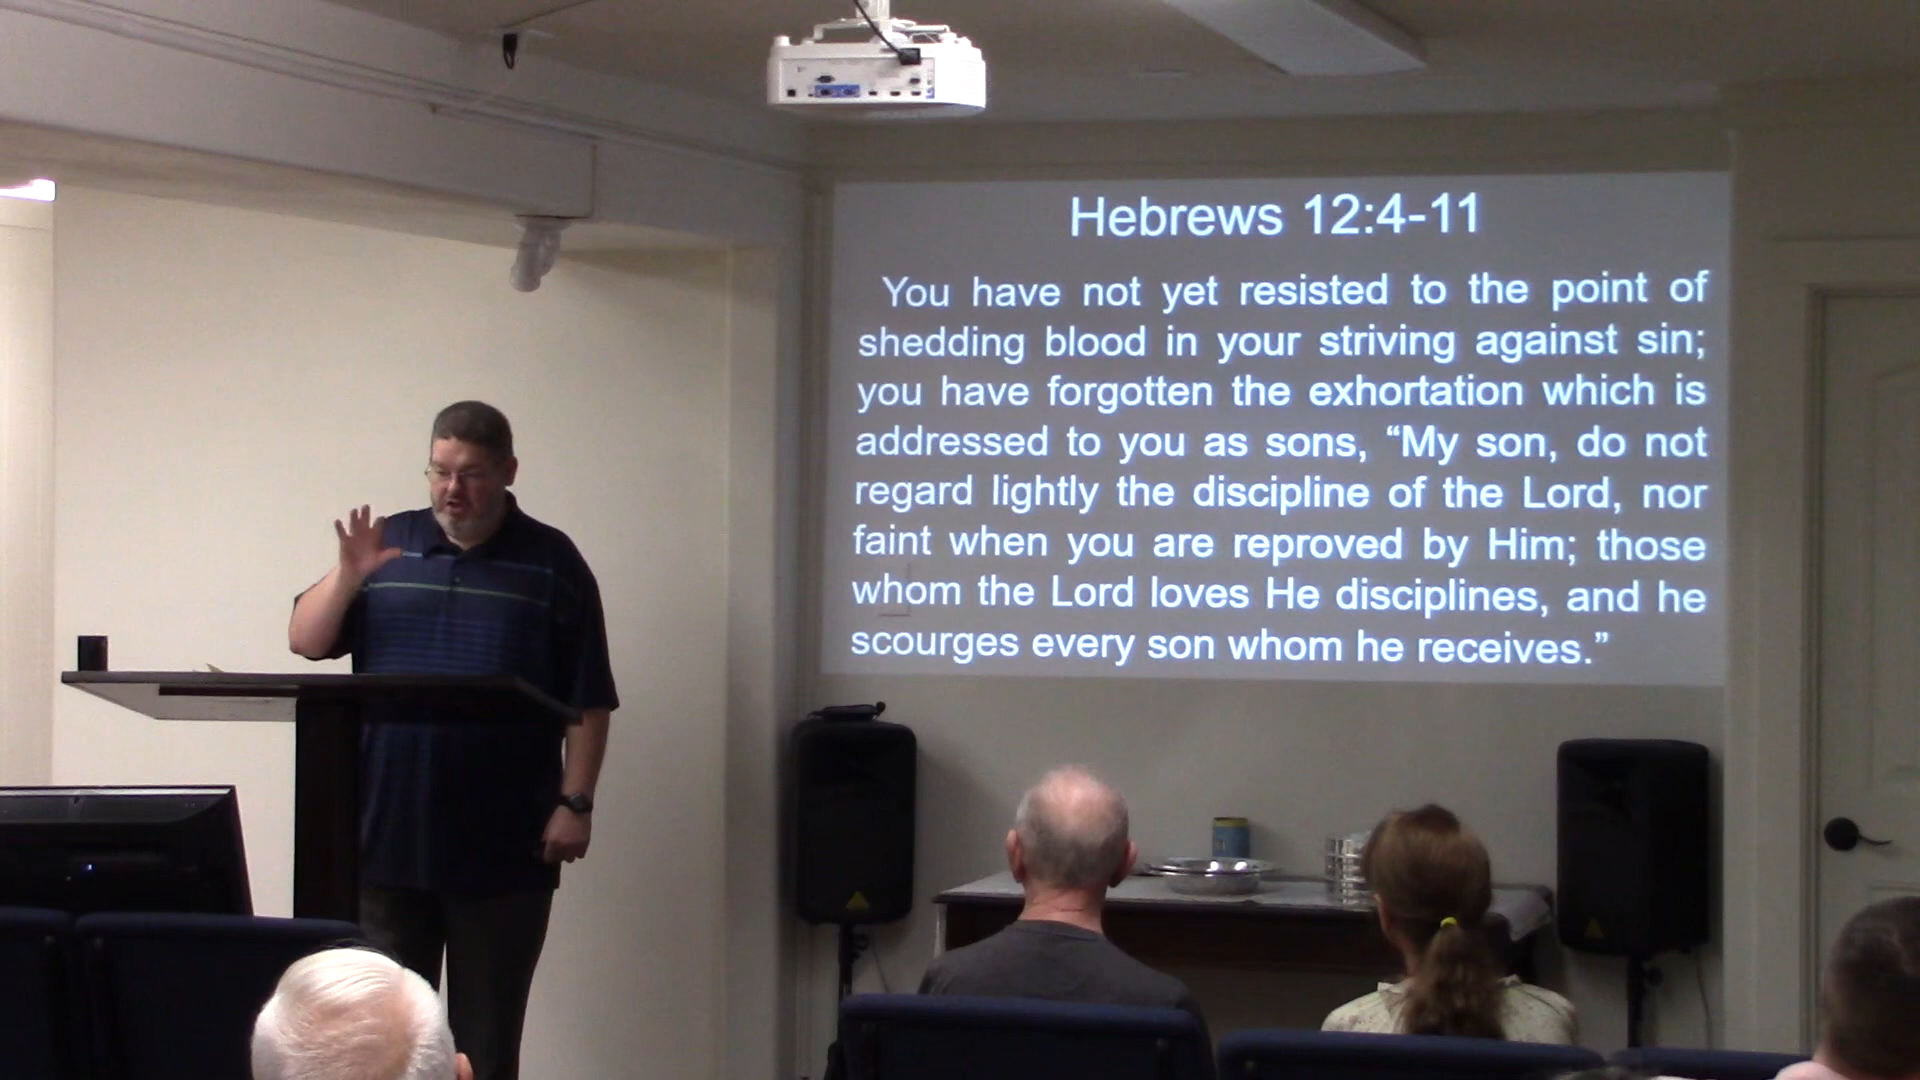 Hebrews 12:4-11
You have not yet resisted to the point of
shedding blood in your striving against sin;
you have forgotten the exhortation which is
addressed to you as sons, “My son, do not
regard lightly the discipline of the Lord, nor
faint when you are reproved by Him; those
whom the Lord loves He disciplines, and he
scourges every son whom he receives.”